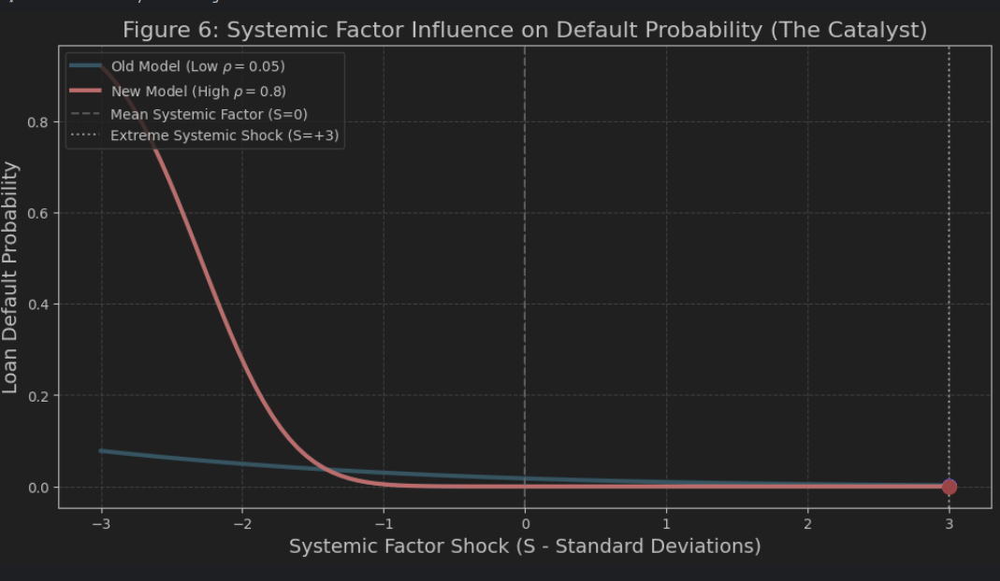 Figure 6: Systemic Factor Influence on Default Probability (The Catalyst)
Old Model (Low ρ = 0.05)
New Model (High ρ = 0.8)
Mean Systemic Factor (S=0)
Extreme Systemic Shock (S=+3)
Loan Default Probability
0.8
0.6
0.4
0.2
0.0
−3
−2
−1
0
1
2
3
Systemic Factor Shock (S - Standard Deviations)